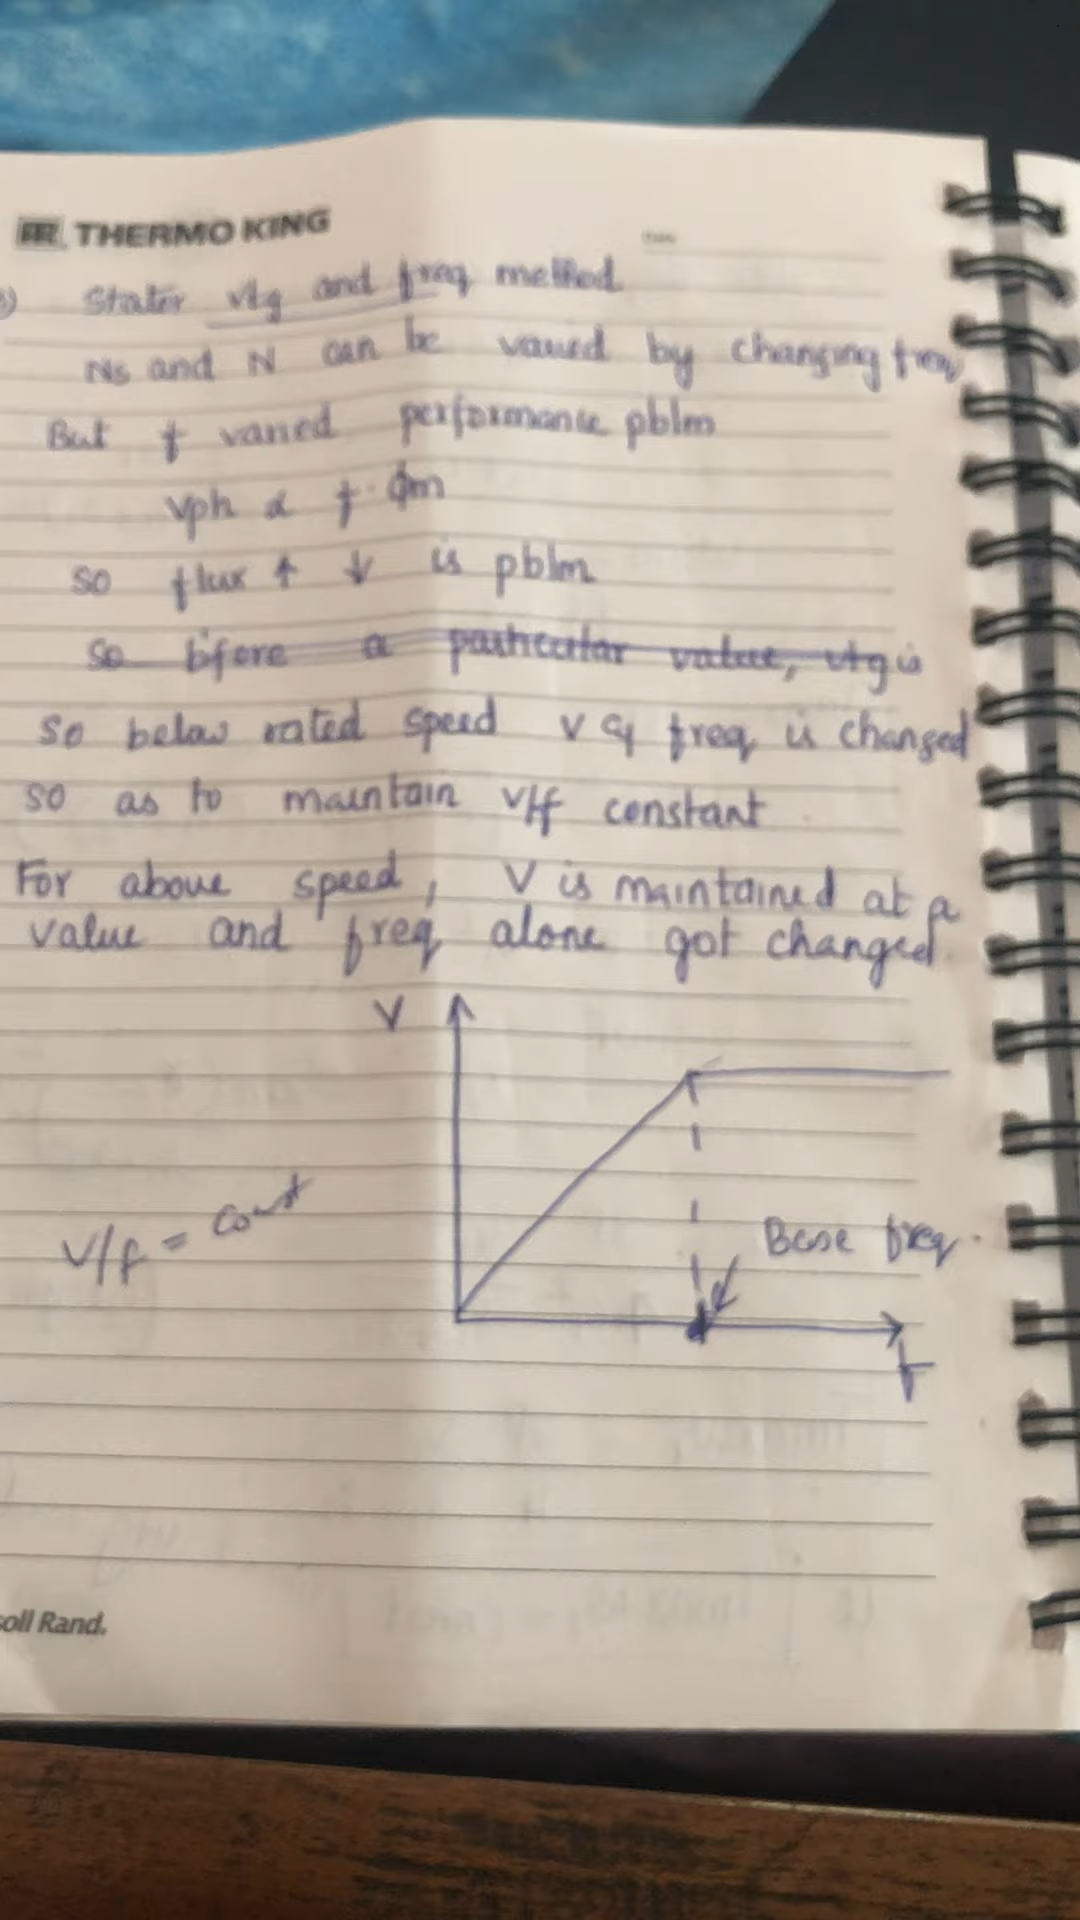 THERMO KING
Stator vtg and freq method
Ns and N can be varied by changing freq
But f varied performance pblm
Vph α f. ϕm
so flux ↑ ↓ is pblm
So bifore a particular value, vtg is
So below rated speed V & freq is changed
so as to maintain V/f constant
For above speed, V is maintained at a
value and freq alone got changed.
V
V/f = const
Base freq.
f
soll Rand.